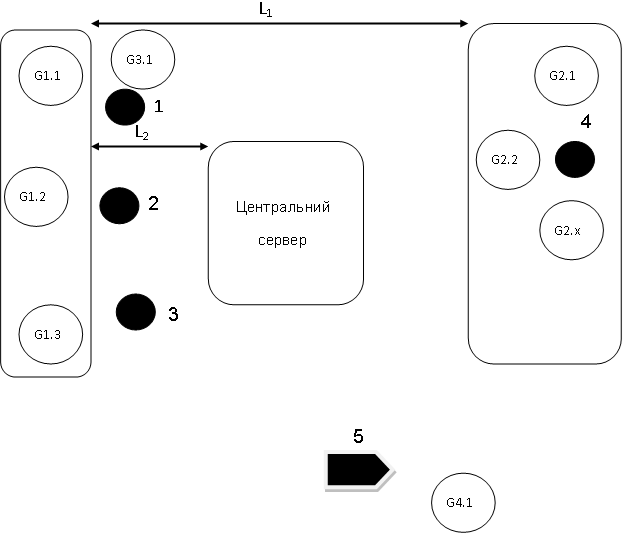 L₁
G1.1
G3.1
G2.1
1
4
L₂
G2.2
G1.2
2
Центральний
сервер
G2.x
3
G1.3
5
G4.1